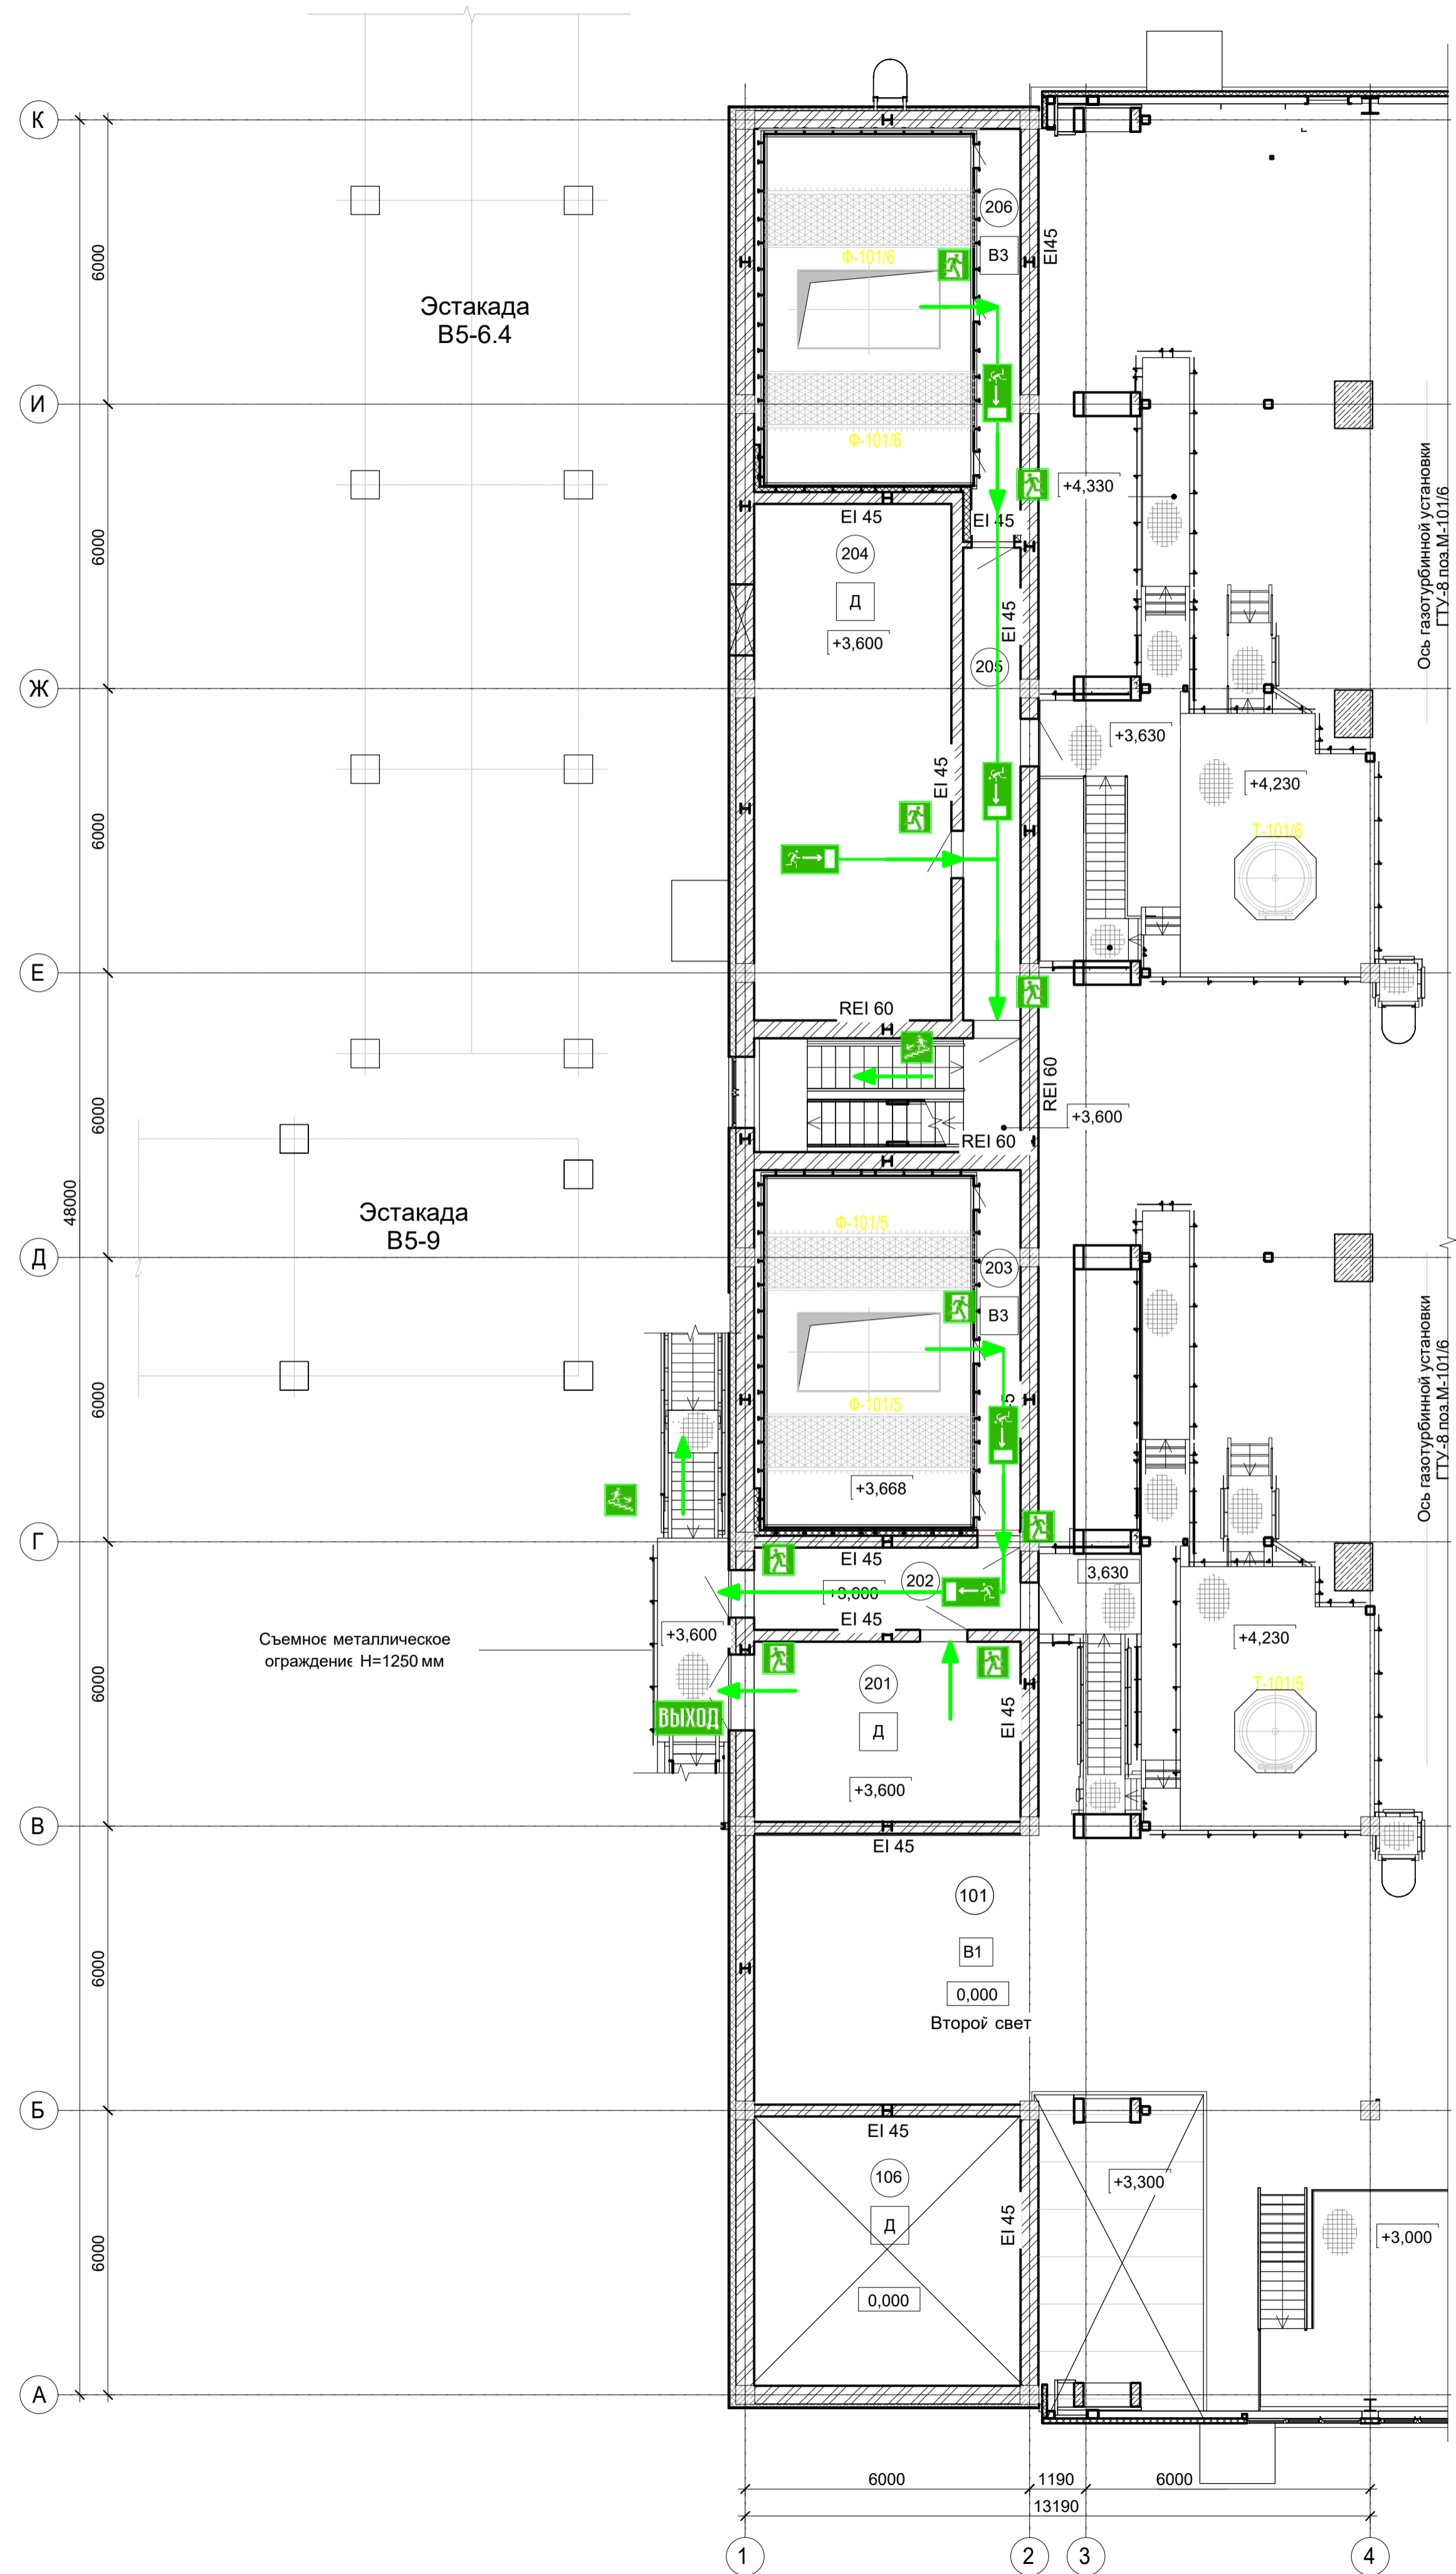 К
И
Ж
Е
Д
Г
В
Б
А
6000
6000
6000
6000
6000
6000
6000
6000
48000
Эстакада
В5-6.4
Эстакада
В5-9
206
В3
EI45
Ф-101/6
Ф-101/6
EI 45
EI 45
204
Д
+3,600
EI 45
205
EI 45
+4,330
Ось газотурбинной установки
ГТУ-8 поз.М-101/6
+3,630
+4,230
Т-101/6
REI 60
REI 60
+3,600
REI 60
Ф-101/5
203
В3
Ф-101/5
+3,668
Ось газотурбинной установки
ГТУ-8 поз.М-101/6
EI 45
202
+3,600
EI 45
3,630
+4,230
Т-101/5
Съемное металлическое
ограждение Н=1250 мм
+3,600
ВЫХОД
201
Д
EI 45
+3,600
EI 45
101
В1
0,000
Второй свет
EI 45
106
Д
EI 45
0,000
+3,300
+3,000
6000
1190
6000
13190
1
2
3
4